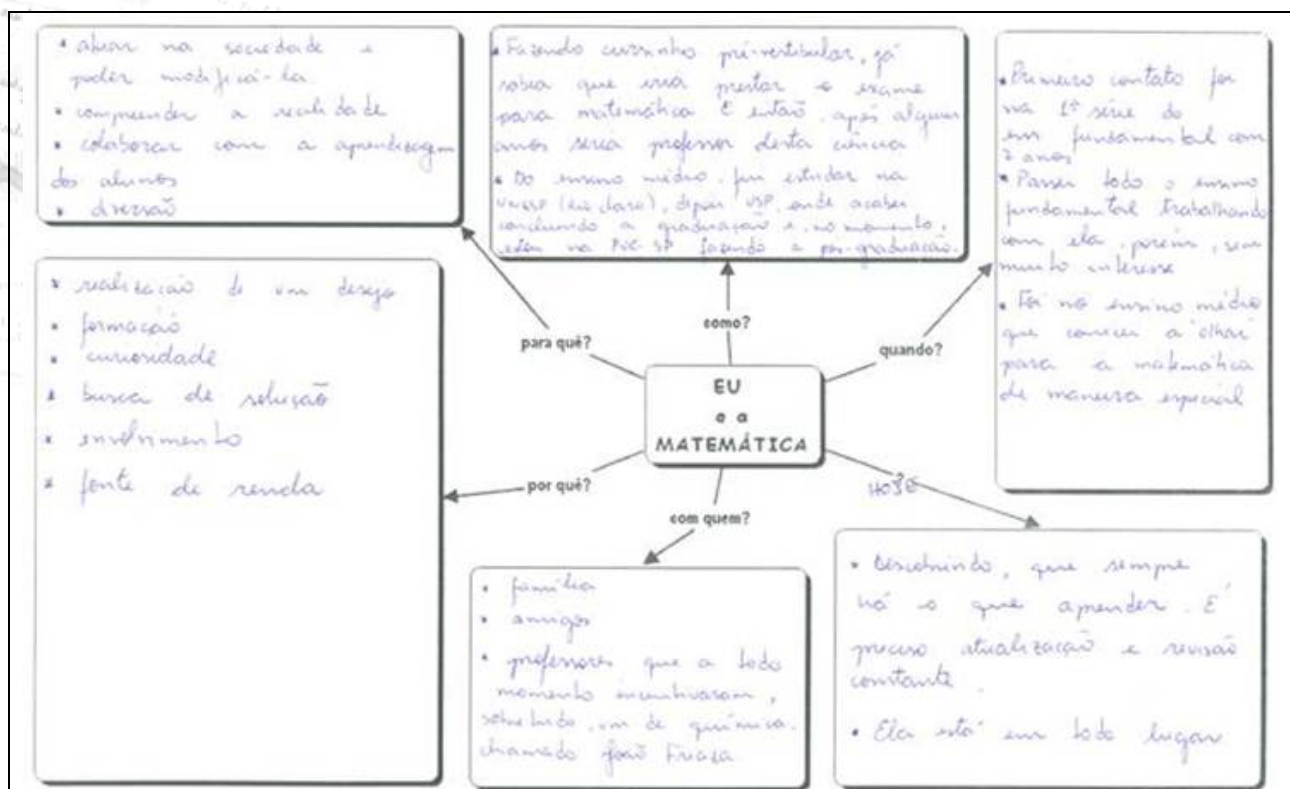 • atuar na sociedade e
poder modificá-la
• compreender a realidade
• colaborar com a aprendizagem
dos alunos
• diversão
• Fazendo cursinho pré-vestibular, já
sabia que iria prestar o exame
para matemática e então, após alguns
anos seria professor desta ciência
• Do ensino médio, fui estudar na
UNESP (Rio Claro), depois USP, onde acabei
concluindo a graduação e, no momento,
estou na PUC-SP fazendo a pós-graduação.
• Primeiro contato foi
na 1ª série do
en fundamental com
7 anos
• Passei todo o ensino
fundamental trabalhando
com ela, porém, sem
muito interesse
• Foi no ensino médio
que comecei a olhar
para a matemática
de maneira especial
para quê?
como?
quando?
EU
e a
MATEMÁTICA
por quê?
com quem?
HOJE
* realização de um desejo
* formação
* curiosidade
* busca de solução
* envolvimento
* fonte de renda
• família
• amigos
• professores que a todo
momento incentivaram,
sobretudo, um de química.
chamado João
• Descobrindo, que sempre
há o que aprender. É
preciso atualização e revisão
constante.
• Ela está em todo lugar